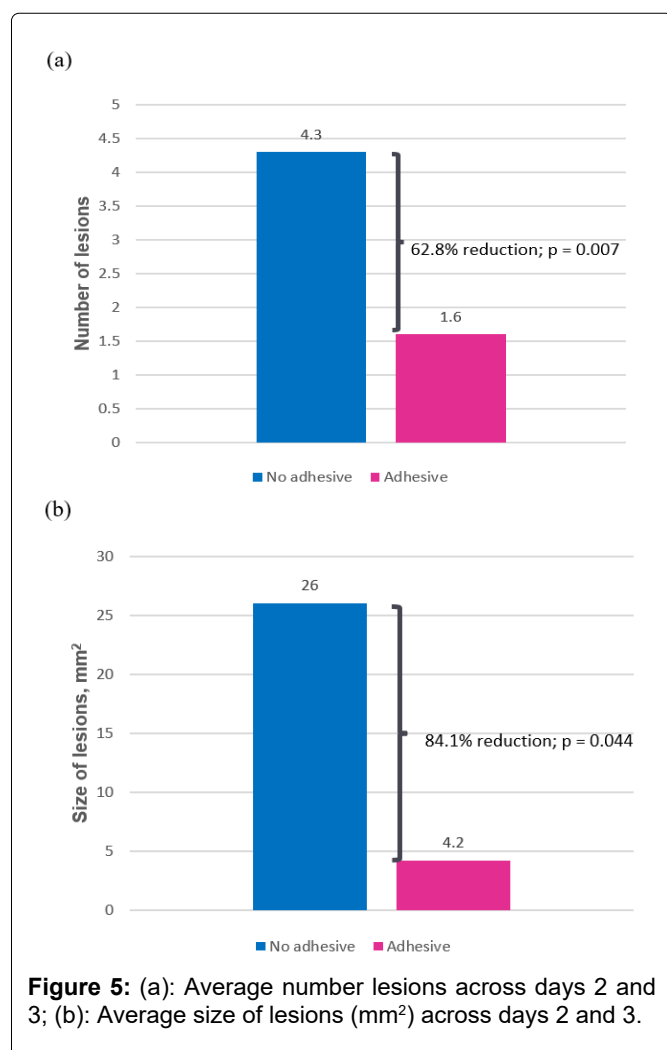 (a)
5
4.5
4
3.5
3
2.5
2
1.5
1
0.5
0
Number of lesions
4.3
62.8% reduction; p = 0.007
1.6
No adhesive Adhesive
(b)
30
25
20
15
10
5
0
Size of lesions, mm²
26
84.1% reduction; p = 0.044
4.2
No adhesive Adhesive
Figure 5: (a): Average number lesions across days 2 and
3; (b): Average size of lesions (mm²) across days 2 and 3.